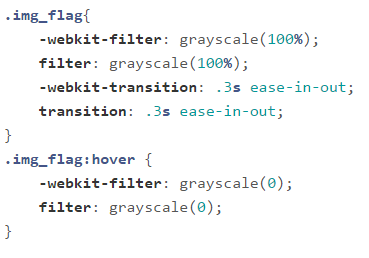 .img_flag{
    -webkit-filter: grayscale(100%);
    filter: grayscale(100%);
    -webkit-transition: .3s ease-in-out;
    transition: .3s ease-in-out;
}
.img_flag:hover {
    -webkit-filter: grayscale(0);
    filter: grayscale(0);
}